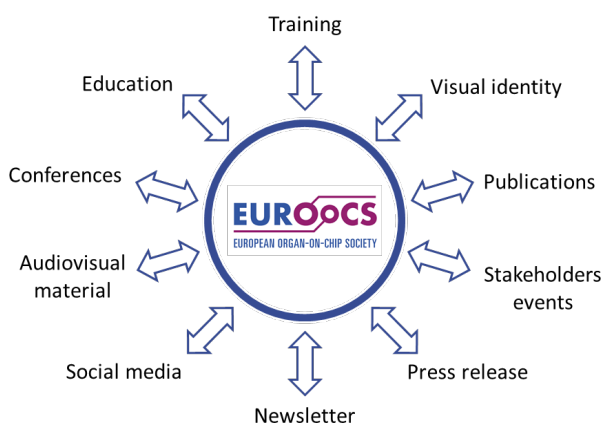 Training
Education
Visual identity
Conferences
Publications
EUROoCS
EUROPEAN ORGAN-ON-CHIP SOCIETY
Audiovisual
material
Stakeholders
events
Social media
Press release
Newsletter